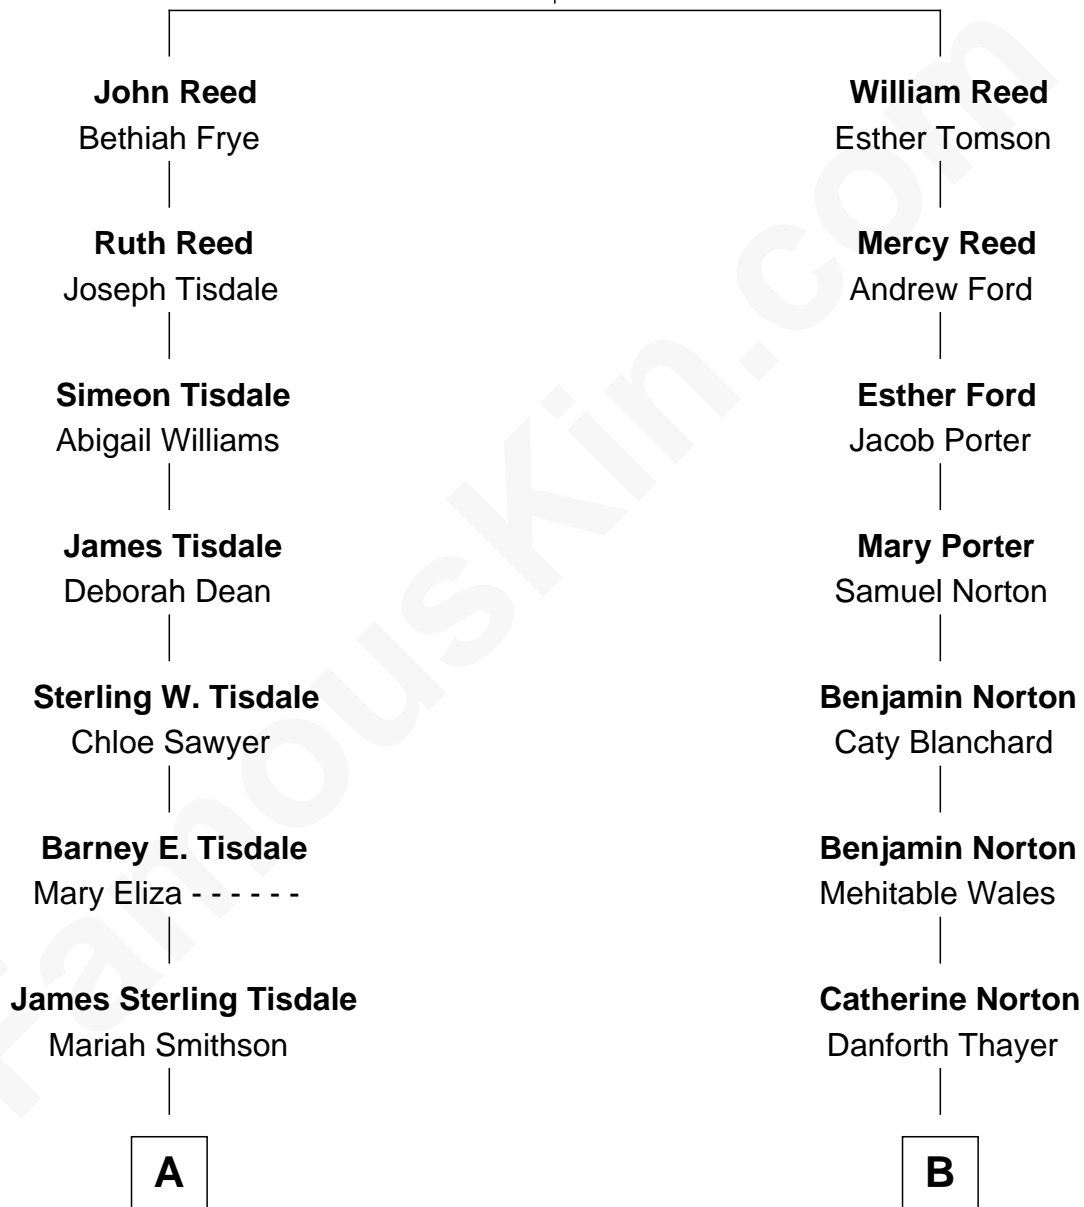 John Reed
Bethiah Frye
Ruth Reed
Joseph Tisdale
Simeon Tisdale
Abigail Williams
James Tisdale
Deborah Dean
Sterling W. Tisdale
Chloe Sawyer
Barney E. Tisdale
Mary Eliza - - - - - -
James Sterling Tisdale
Mariah Smithson
A
William Reed
Esther Tomson
Mercy Reed
Andrew Ford
Esther Ford
Jacob Porter
Mary Porter
Samuel Norton
Benjamin Norton
Caty Blanchard
Benjamin Norton
Mehitable Wales
Catherine Norton
Danforth Thayer
B
FamousKin.com